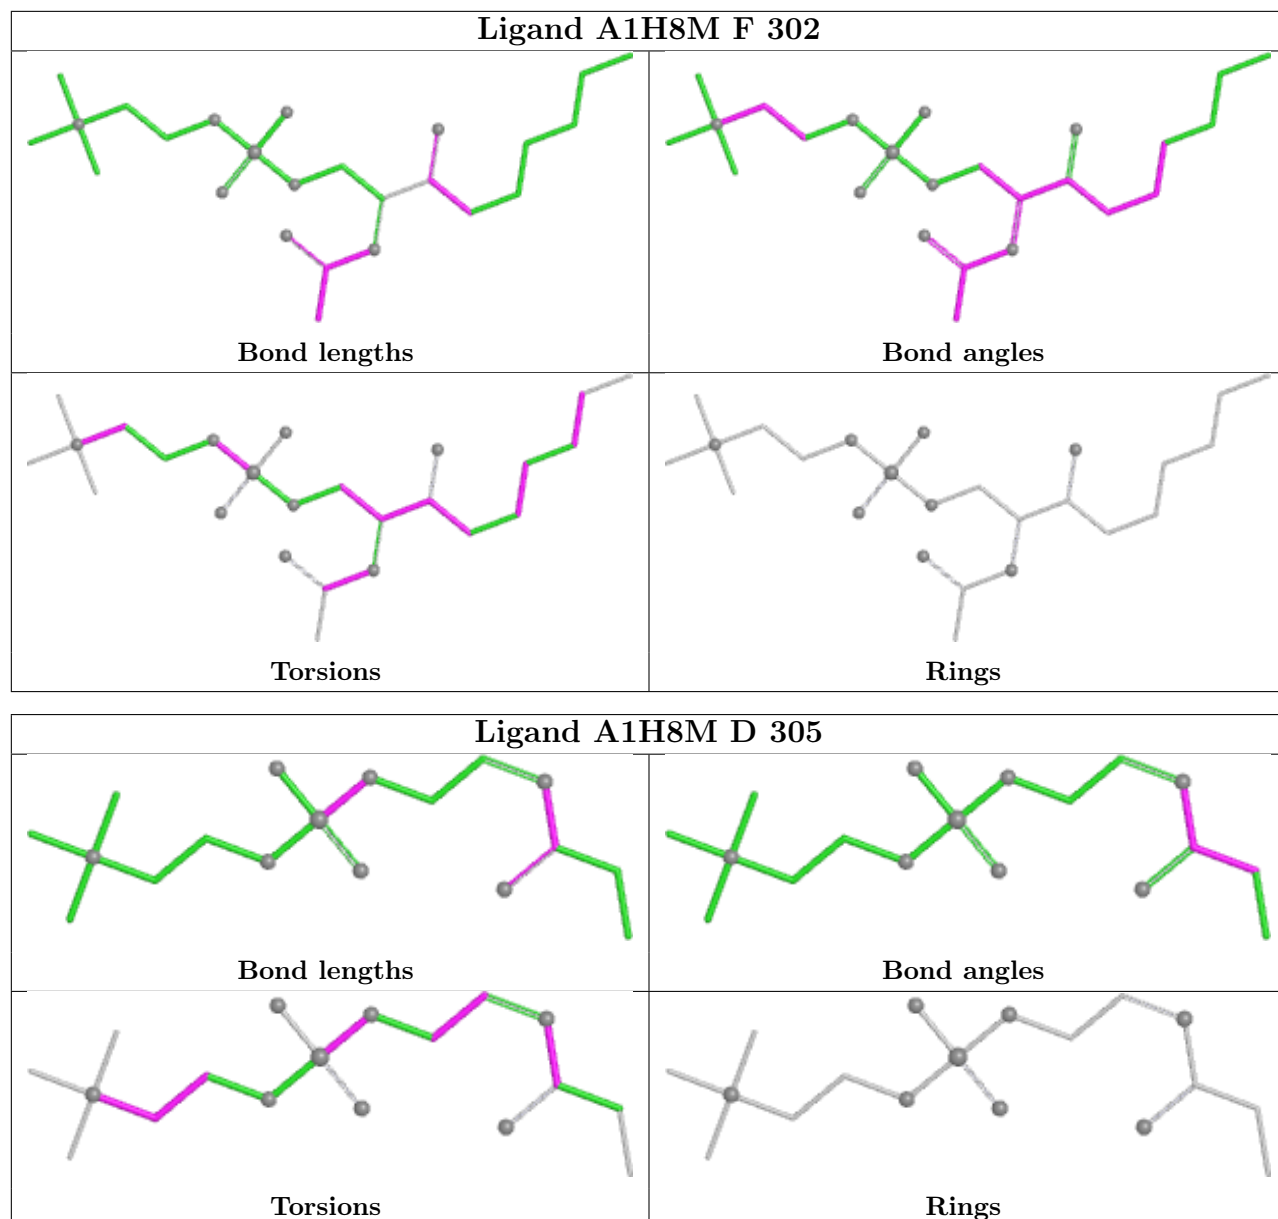 Ligand A1H8M F 302
Bond lengths
Bond angles
Torsions
Rings
Ligand A1H8M D 305
Bond lengths
Bond angles
Torsions
Rings